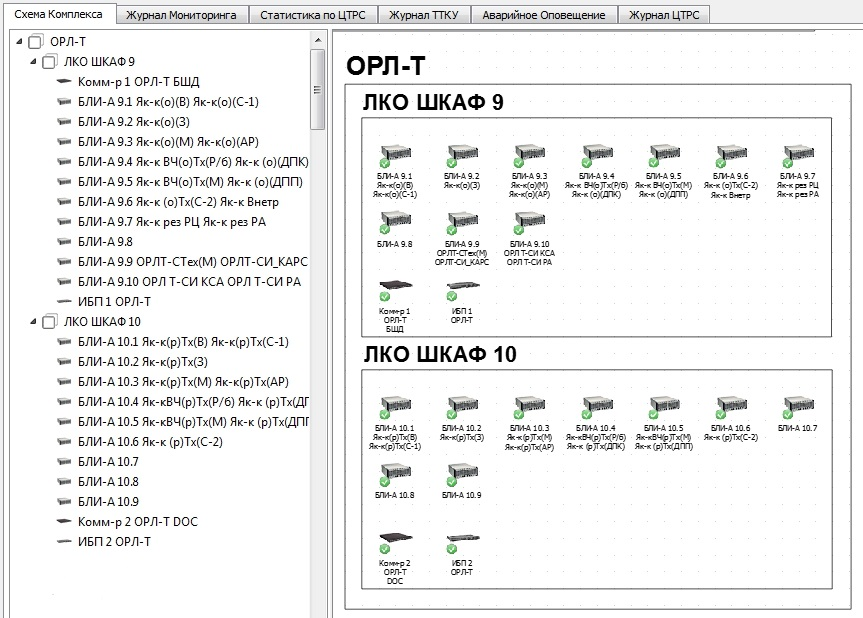 Схема Комплекса
Журнал Мониторинга
Статистика по ЦТРС
Журнал ТТКУ
Аварийное Оповещение
Журнал ЦТРС
ОРЛ-Т
ЛКО ШКАФ 9
Комм-р 1 ОРЛ-Т БШД
БЛИ-А 9.1 Як-к(о)(В) Як-к(о)(С-1)
БЛИ-А 9.2 Як-к(о)(З)
БЛИ-А 9.3 Як-к(о)(М) Як-к(о)(АР)
БЛИ-А 9.4 Як-к ВЧ(о)Тх(Р/б) Як-к (о)(ДПК)
БЛИ-А 9.5 Як-к ВЧ(о)Тх(М) Як-к (о)(ДПП)
БЛИ-А 9.6 Як-к (о)Тх(С-2) Як-к Внетр
БЛИ-А 9.7 Як-к рез РЦ Як-к рез РА
БЛИ-А 9.8
БЛИ-А 9.9 ОРЛТ-СТех(М) ОРЛТ-СИ_КАРС
БЛИ-А 9.10 ОРЛ Т-СИ КСА ОРЛ Т-СИ РА
ИБП 1 ОРЛ-Т
ЛКО ШКАФ 10
БЛИ-А 10.1 Як-к(р)Тх(В) Як-к(р)Тх(С-1)
БЛИ-А 10.2 Як-к(р)Тх(З)
БЛИ-А 10.3 Як-к(р)Тх(М) Як-к(р)Тх(АР)
БЛИ-А 10.4 Як-кВЧ(р)Тх(Р/б) Як-к (р)Тх(ДГ
БЛИ-А 10.5 Як-кВЧ(р)Тх(М) Як-к (р)Тх(ДПГ
БЛИ-А 10.6 Як-к (р)Тх(С-2)
БЛИ-А 10.7
БЛИ-А 10.8
БЛИ-А 10.9
Комм-р 2 ОРЛ-Т DOC
ИБП 2 ОРЛ-Т
ОРЛ-Т
ЛКО ШКАФ 9
БЛИ-А 9.1
Як-к(о)(В)
Як-к(о)(С-1)
БЛИ-А 9.2
Як-к(о)(З)
БЛИ-А 9.3
Як-к(о)(М)
Як-к(о)(АР)
БЛИ-А 9.4
Як-к ВЧ(о)Тх(Р/б)
Як-к (о)(ДПК)
БЛИ-А 9.5
Як-к ВЧ(о)Тх(М)
Як-к (о)(ДПП)
БЛИ-А 9.6
Як-к (о)Тх(С-2)
Як-к Внетр
БЛИ-А 9.7
Як-к рез РЦ
Як-к рез РА
БЛИ-А 9.8
БЛИ-А 9.9
ОРЛТ-СТех(М)
ОРЛТ-СИ_КАРС
БЛИ-А 9.10
ОРЛ Т-СИ КСА
ОРЛ Т-СИ РА
Комм-р 1
ОРЛ-Т
БШД
ИБП 1
ОРЛ-Т
ЛКО ШКАФ 10
БЛИ-А 10.1
Як-к(р)Тх(В)
Як-к(р)Тх(С-1)
БЛИ-А 10.2
Як-к(р)Тх(З)
БЛИ-А 10.3
Як-к(р)Тх(М)
Як-к(р)Тх(АР)
БЛИ-А 10.4
Як-кВЧ(р)Тх(Р/б)
Як-к (р)Тх(ДПК)
БЛИ-А 10.5
Як-кВЧ(р)Тх(М)
Як-к (р)Тх(ДПП)
БЛИ-А 10.6
Як-к (р)Тх(С-2)
БЛИ-А 10.7
БЛИ-А 10.8
БЛИ-А 10.9
Комм-р 2
ОРЛ-Т
DOC
ИБП 2
ОРЛ-Т